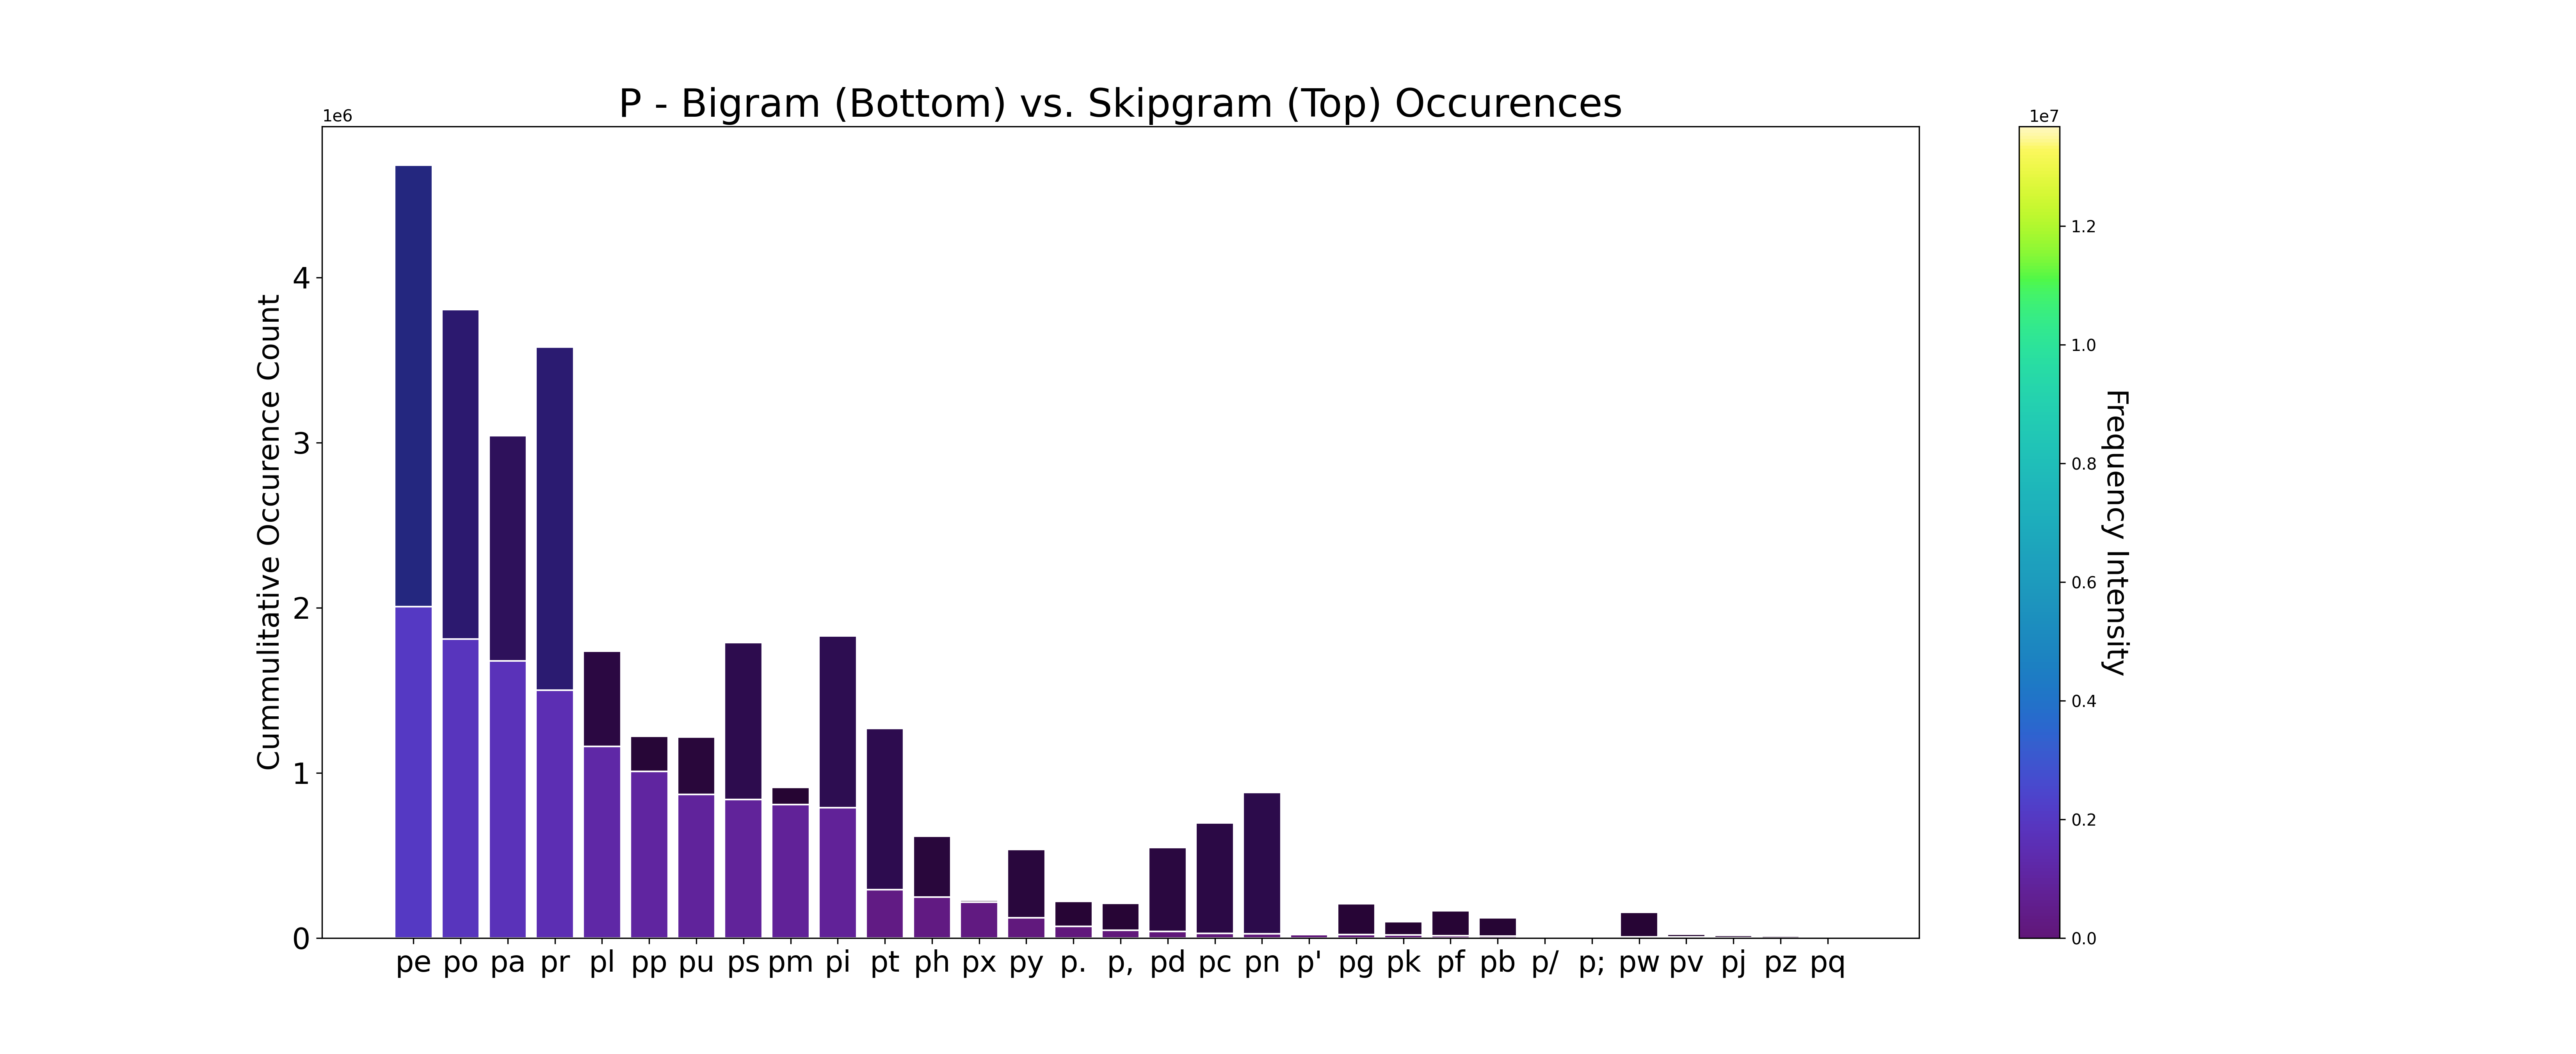 P - Bigram (Bottom) vs. Skipgram (Top) Occurences
1e6
4
3
2
1
0
Cummulitative Occurence Count
pe po pa pr pl pp pu ps pm pi pt ph px py p. p, pd pc pn p' pg pk pf pb p/ p; pw pv pj pz pq
1e7
1.2
1.0
0.8
0.6
0.4
0.2
0.0
Frequency Intensity